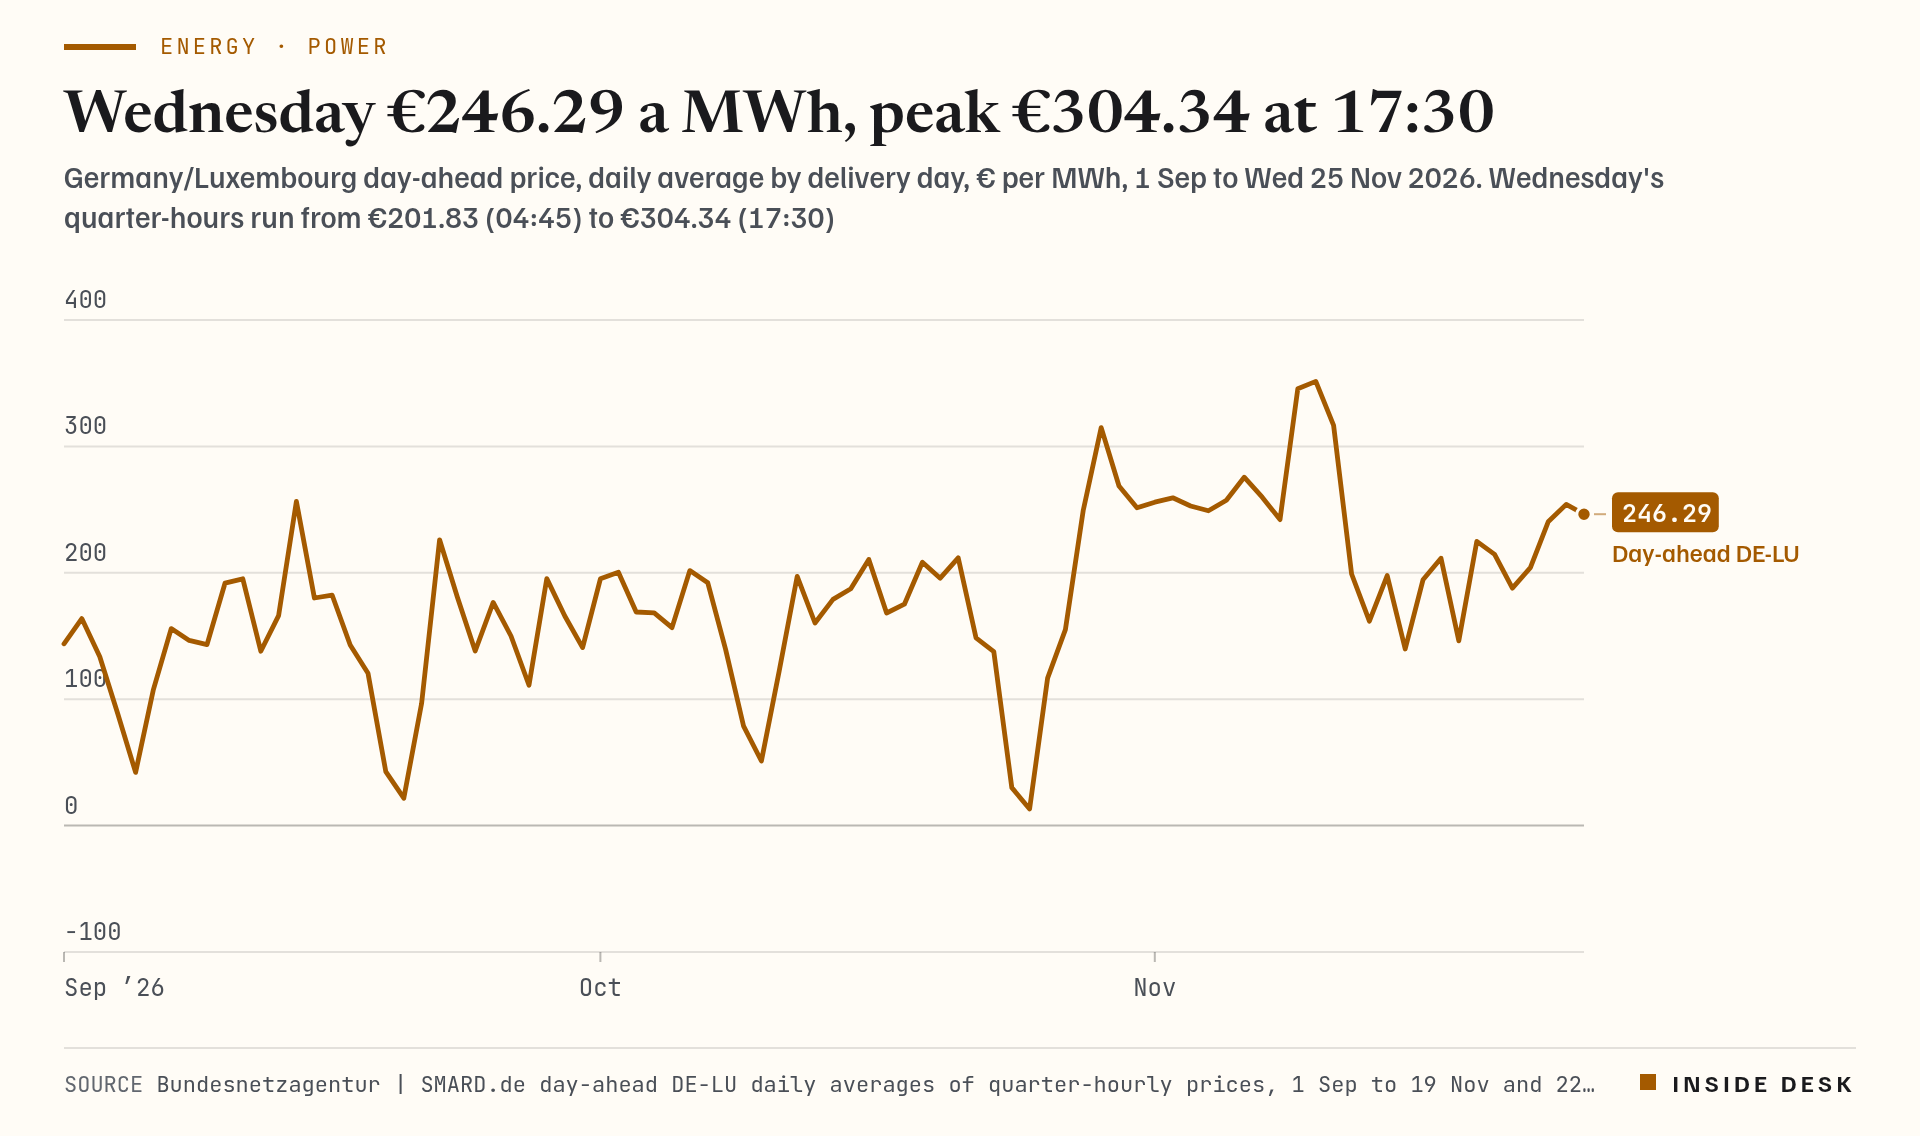 ENERGY · POWER
Wednesday €246.29 a MWh, peak €304.34 at 17:30
Germany/Luxembourg day-ahead price, daily average by delivery day, € per MWh, 1 Sep to Wed 25 Nov 2026. Wednesday's
quarter-hours run from €201.83 (04:45) to €304.34 (17:30)
400
300
200
100
0
-100
246.29
Day-ahead DE-LU
Sep ’26
Oct
Nov
SOURCE Bundesnetzagentur | SMARD.de day-ahead DE-LU daily averages of quarter-hourly prices, 1 Sep to 19 Nov and 22…
INSIDE DESK